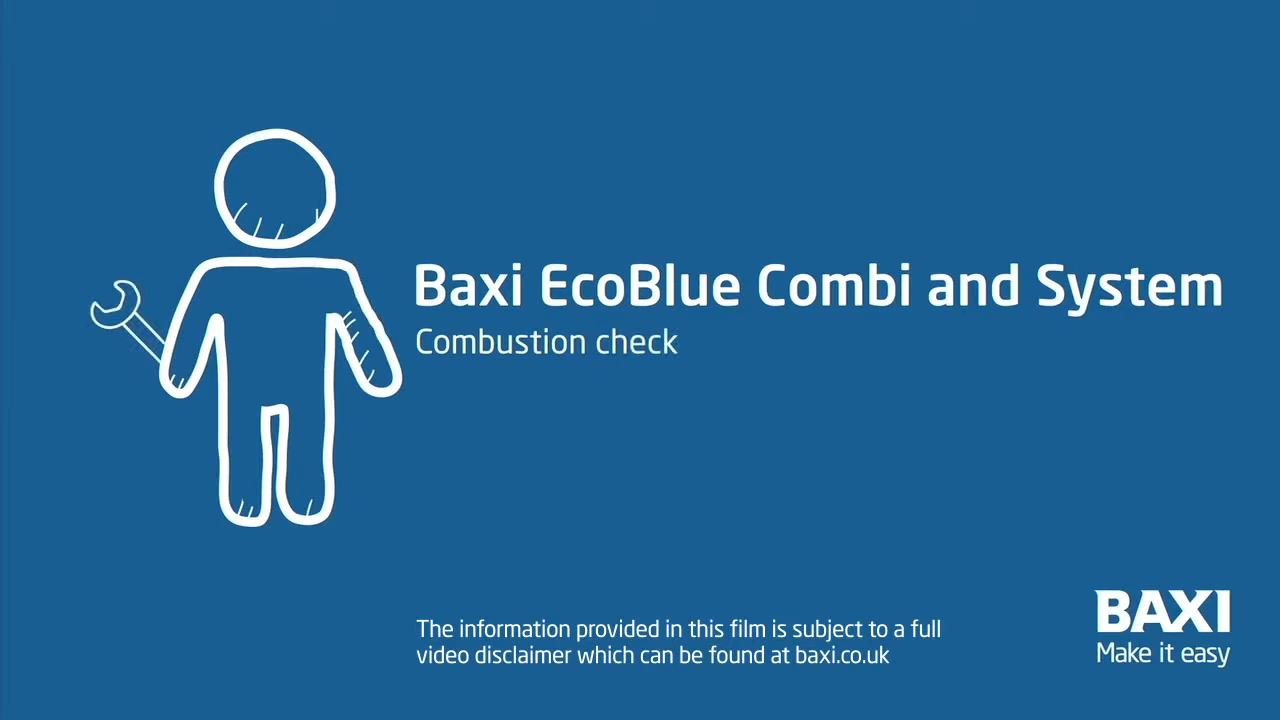 Baxi EcoBlue Combi and System
Combustion check
The information provided in this film is subject to a full
video disclaimer which can be found at baxi.co.uk
BAXI
Make it easy